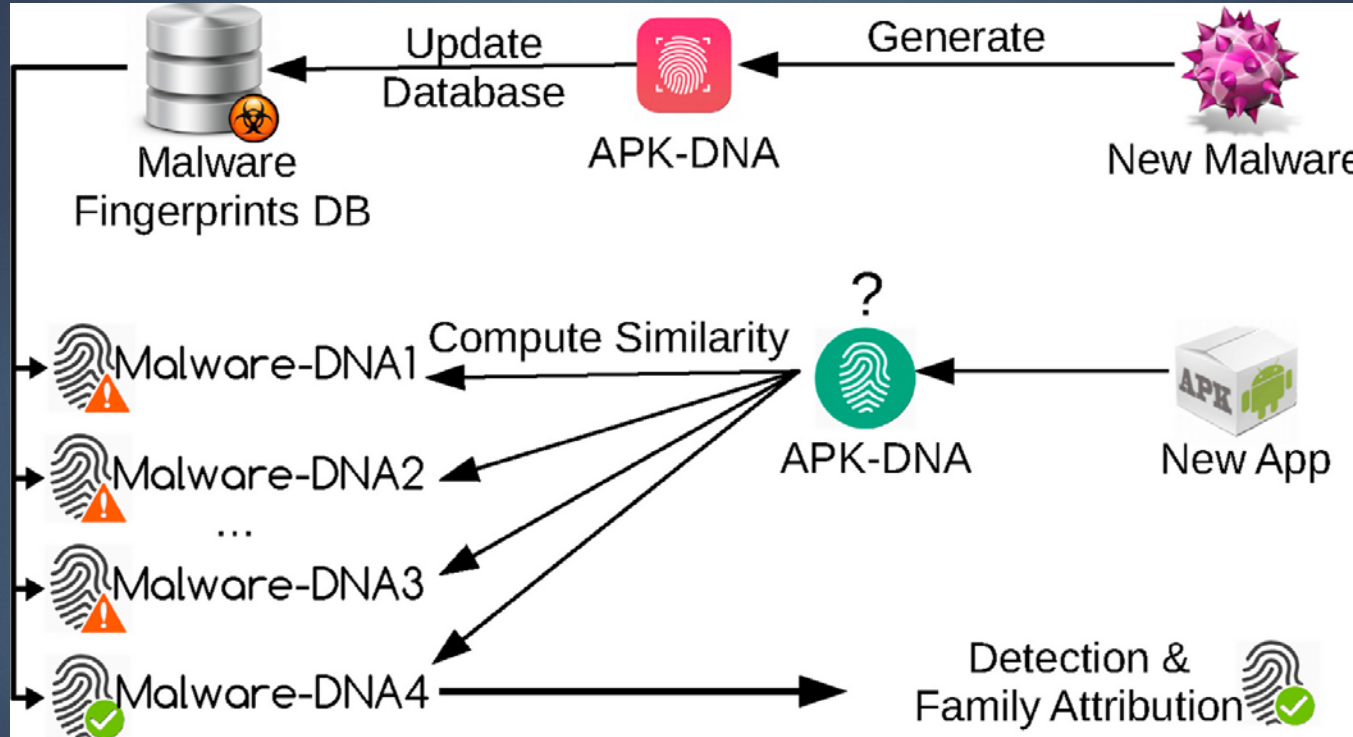 Update
Database
Generate
Malware
Fingerprints DB
APK-DNA
New Malware
?
Compute Similarity
Malware-DNA1
APK
APK-DNA
New App
Malware-DNA2
...
Malware-DNA3
Malware-DNA4
Detection &
Family Attribution